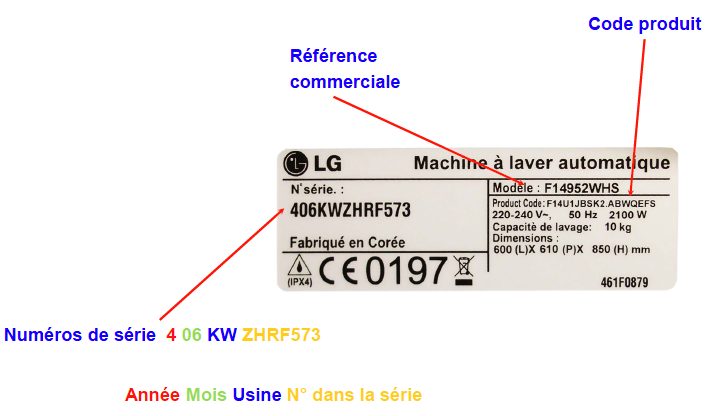 Code produit
Référence
commerciale
LG Machine à laver automatique
N°série. :
406KWZHRF573
Fabriqué en Corée
(IPX4) CE0197
Modèle : F14952WHS
Product Code: F14U1JBSK2.ABWQEFS
220-240 V~, 50 Hz 2100 W
Capacité de lavage: 10 kg
Dimensions :
600 (L)X 610 (P)X 850 (H) mm
461F0879
Numéros de série 4 06 KW ZHRF573
Année Mois Usine N° dans la série